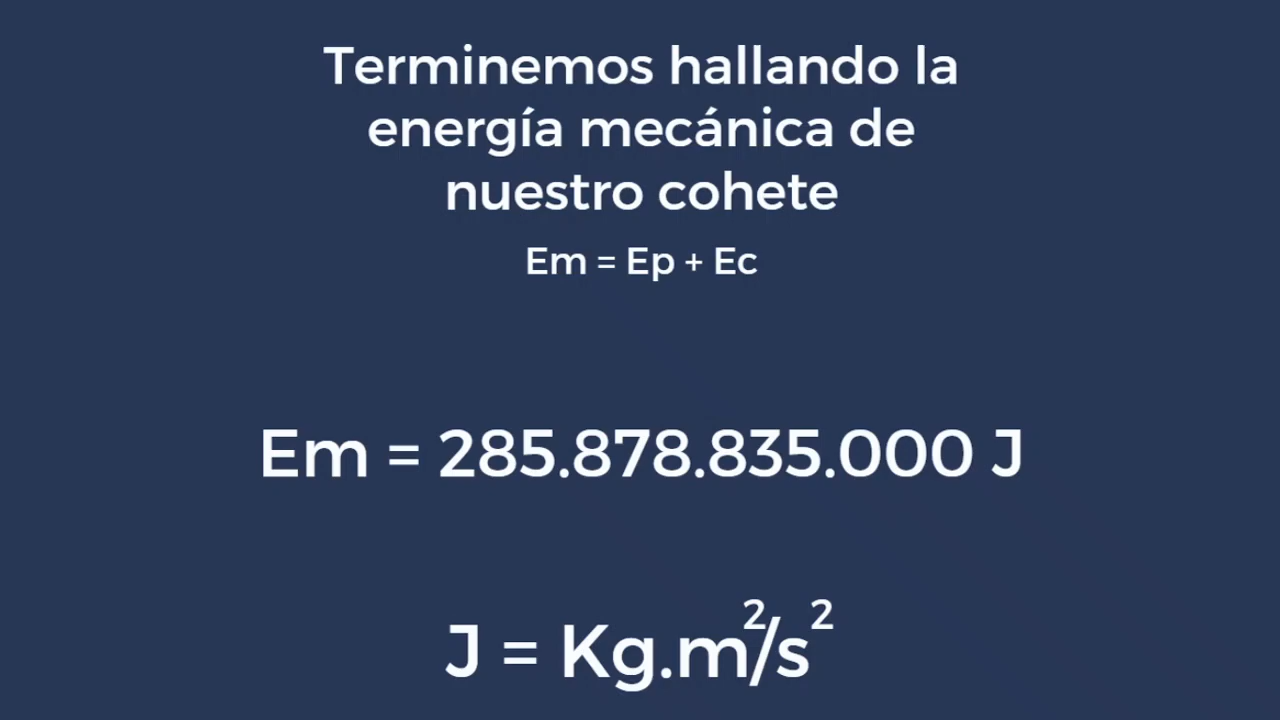 Terminemos hallando la
energía mecánica de
nuestro cohete
Em = Ep + Ec
Em = 285.878.835.000 J
J = Kg.m²/s²